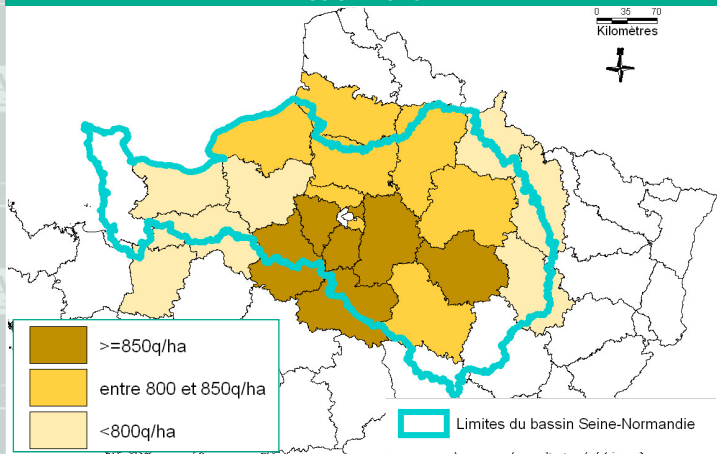 0 35 70
Kilomètres
>=850q/ha
entre 800 et 850q/ha
<800q/ha
Limites du bassin Seine-Normandie